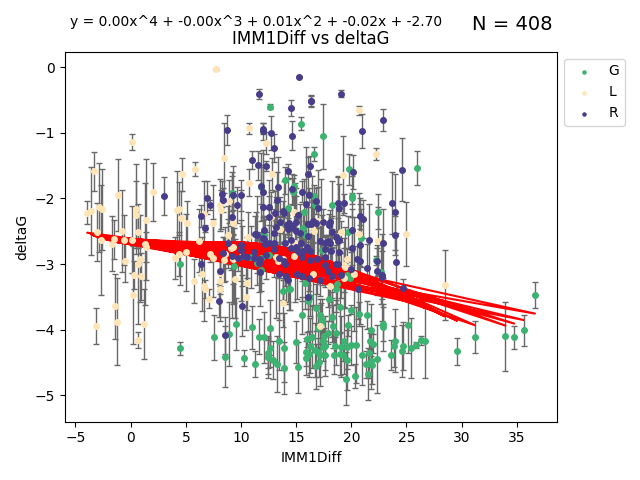 y = 0.00x^4 + -0.00x^3 + 0.01x^2 + -0.02x + -2.70
N = 408
IMM1Diff vs deltaG
G
L
R
0
−1
−2
−3
−4
−5
deltaG
−5 0 5 10 15 20 25 30 35
IMM1Diff